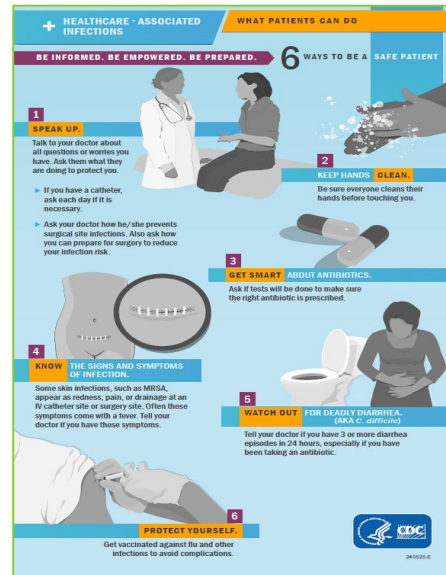 + HEALTHCARE-ASSOCIATED
INFECTIONS
WHAT PATIENTS CAN DO
BE INFORMED. BE EMPOWERED. BE PREPARED.
6 WAYS TO BE A SAFE PATIENT
1
SPEAK UP.
Talk to your doctor about
all questions or worries you
have. Ask them what they
are doing to protect you.
▶ If you have a catheter,
ask each day if it is
necessary.
▶ Ask your doctor how he/she prevents
surgical site infections. Also ask how
you can prepare for surgery to reduce
your infection risk.
2
KEEP HANDS CLEAN.
Be sure everyone cleans their
hands before touching you.
3
GET SMART ABOUT ANTIBIOTICS.
Ask if tests will be done to make sure
the right antibiotic is prescribed.
4
KNOW THE SIGNS AND SYMPTOMS
OF INFECTION.
Some skin infections, such as MRSA,
appear as redness, pain, or drainage at an
IV catheter site or surgery site. Often these
symptoms come with a fever. Tell your
doctor if you have these symptoms.
5
WATCH OUT FOR DEADLY DIARRHEA.
(AKA C. difficile)
Tell your doctor if you have 3 or more diarrhea
episodes in 24 hours, especially if you have
been taking an antibiotic.
6
PROTECT YOURSELF.
Get vaccinated against flu and other
infections to avoid complications.
CDC